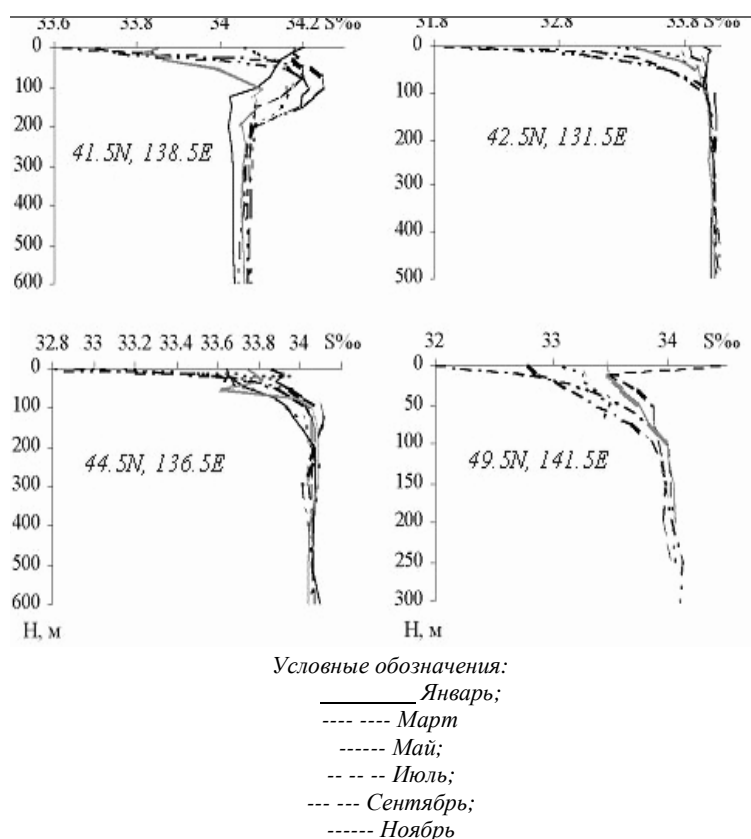 33.6 33.8 34 34.2 S‰
0
100
200
300
400
500
600
41.5N, 138.5E
31.8 32.8 33.8 S‰
0
100
200
300
400
500
42.5N, 131.5E
32.8 33 33.2 33.4 33.6 33.8 34 S‰
0
100
200
300
400
500
600
44.5N, 136.5E
H, м
32 33 34 S‰
0
50
100
150
200
250
300
49.5N, 141.5E
H, м
Условные обозначения:
________ Январь;
---- ---- Март
------ Май;
-- -- -- Июль;
--- --- Сентябрь;
------ Ноябрь